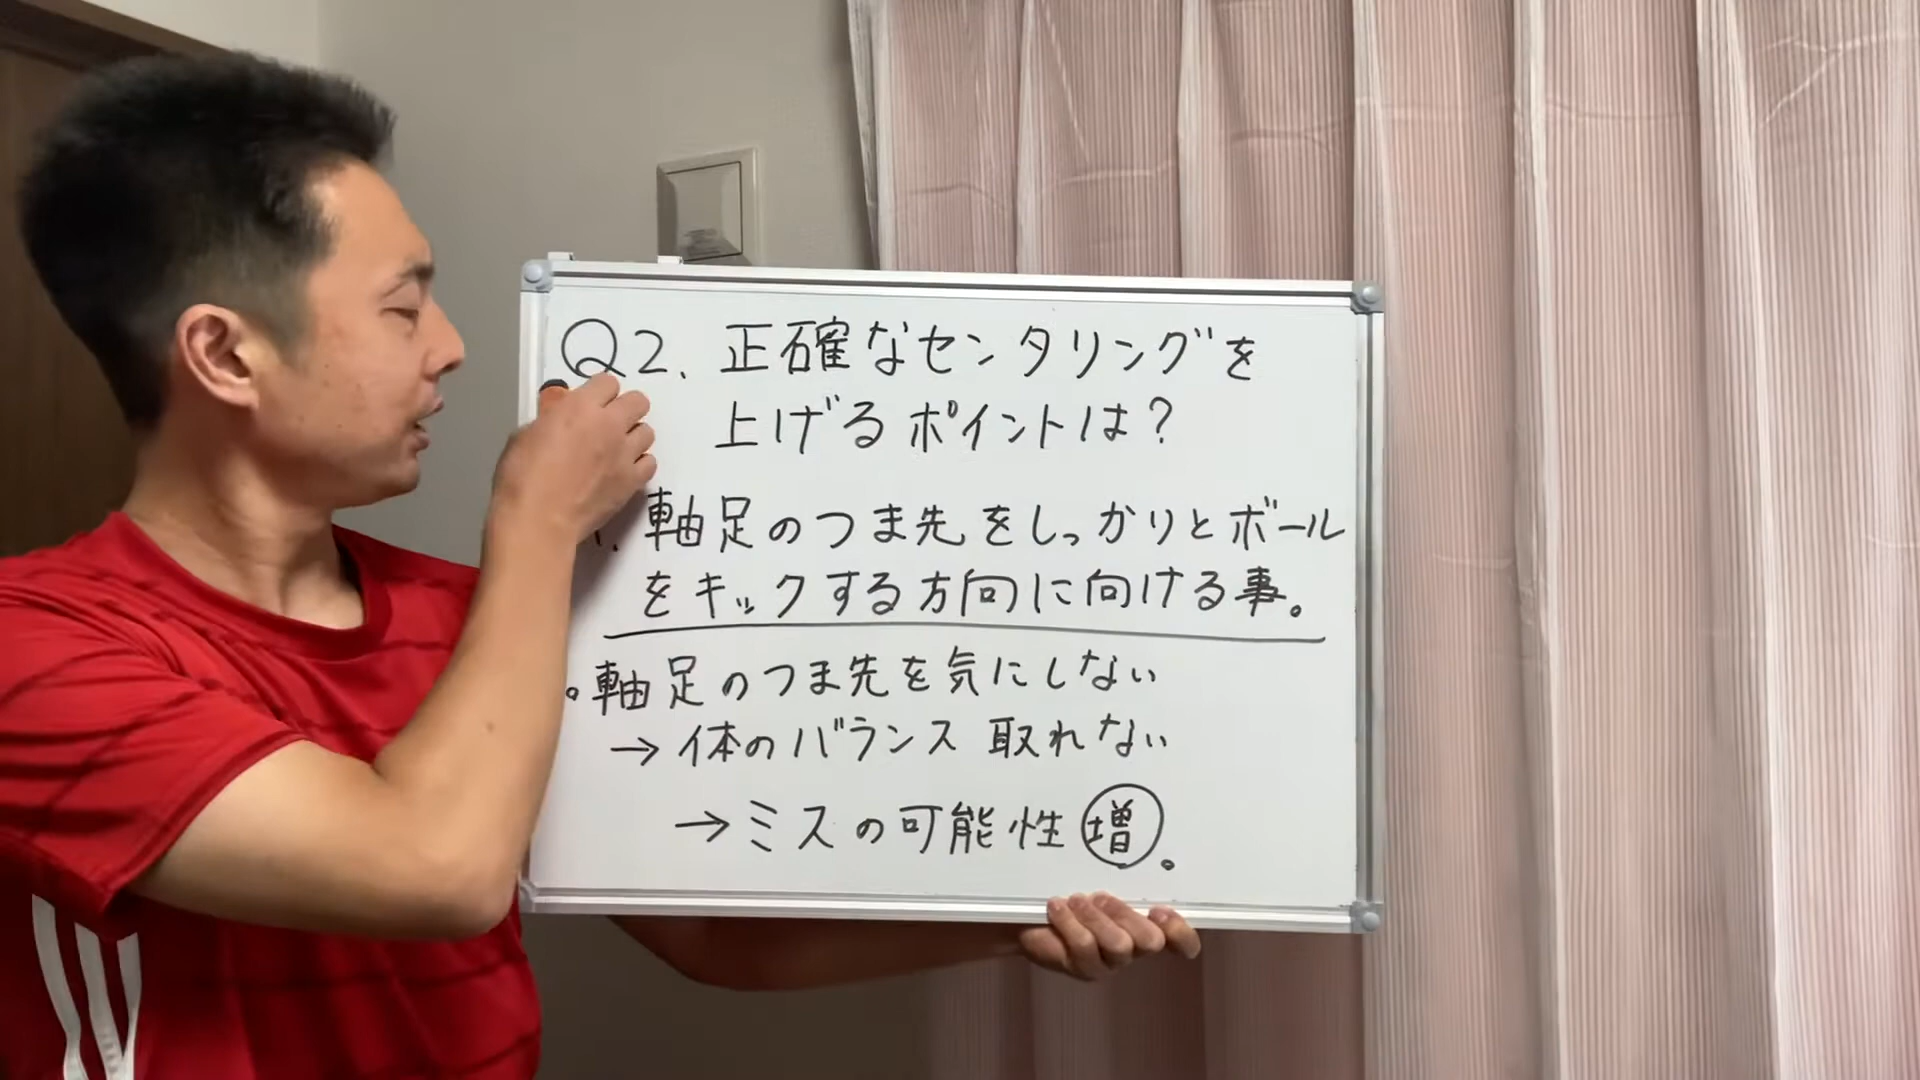 Q2. 正確なセンタリングを
上げるポイントは?
軸足のつま先をしっかりとボール
をキックする方向に向ける事。
。軸足のつま先を気にしない
→体のバランス 取れない
→ミスの可能性 増。